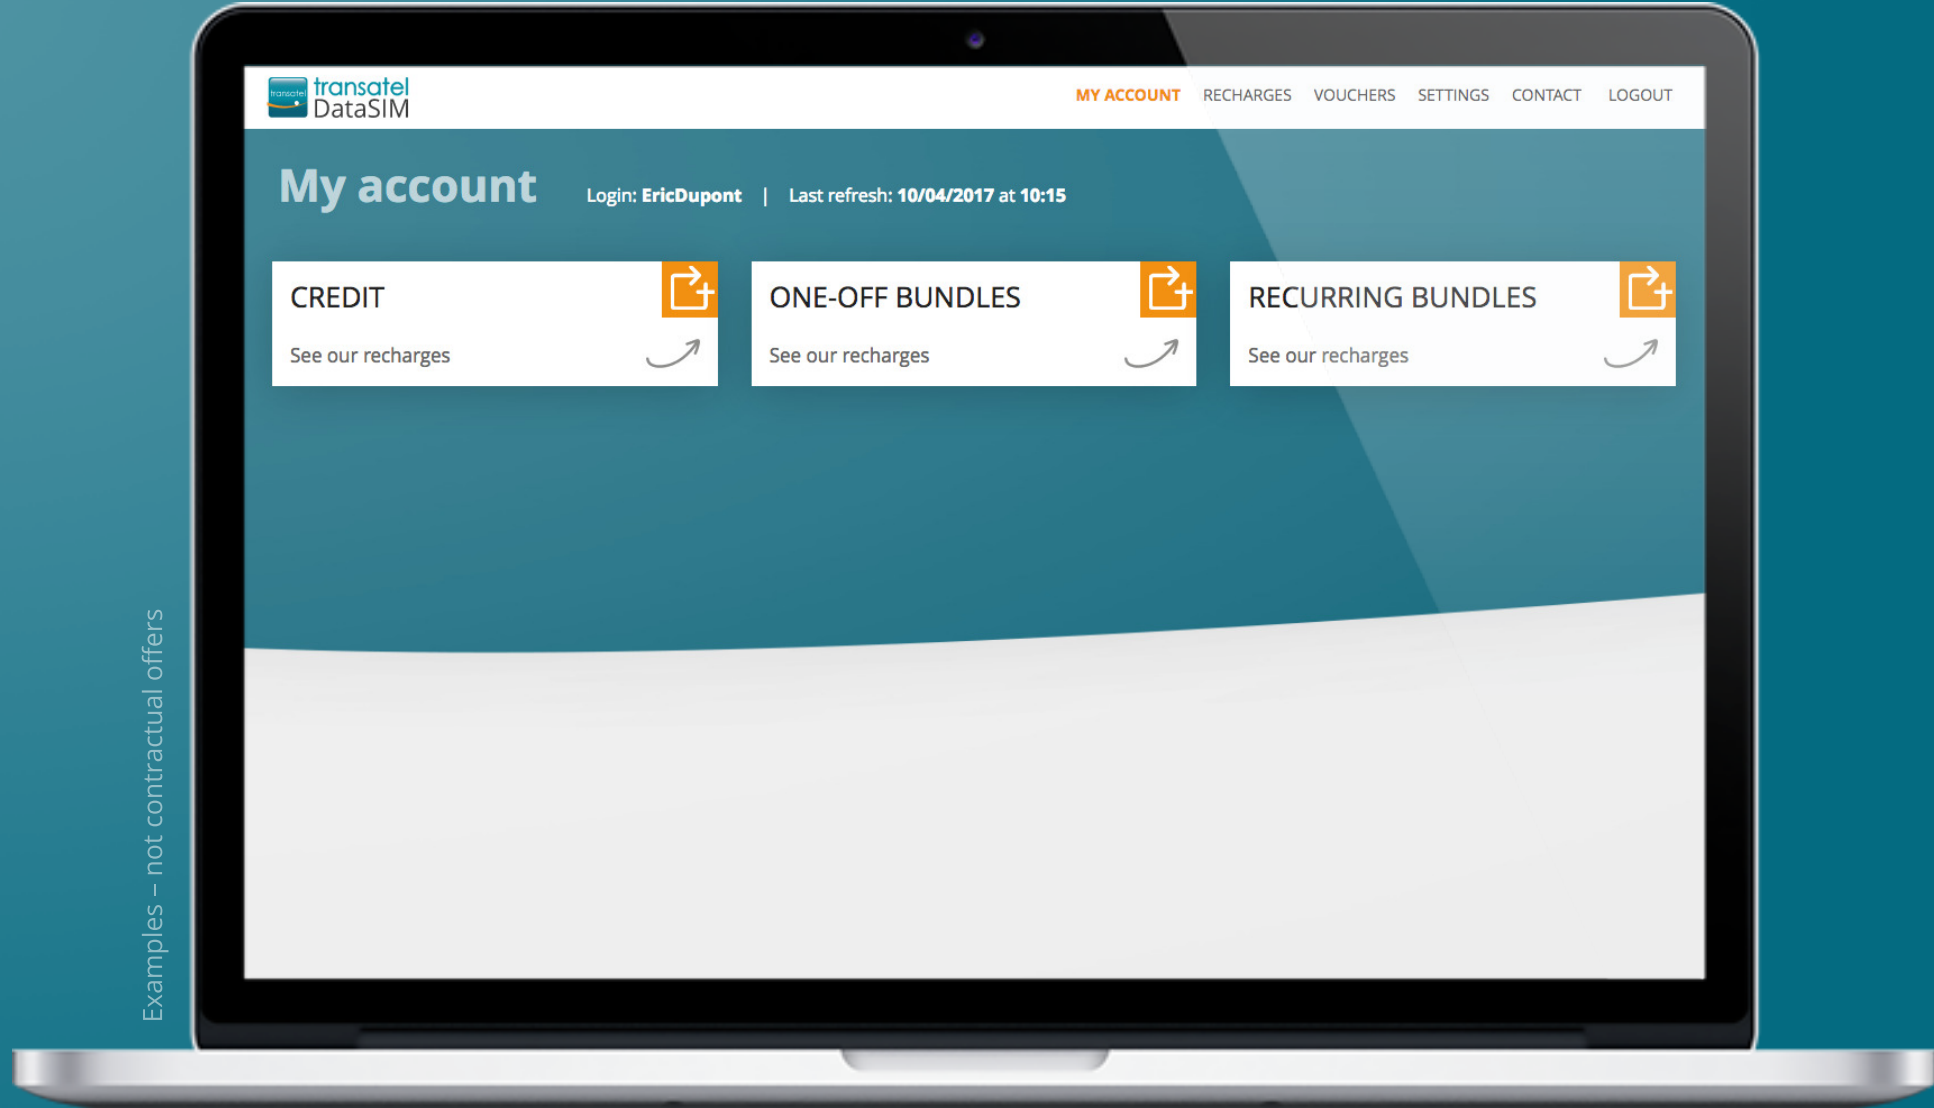 transatel
transatel
DataSIM
MY ACCOUNT RECHARGES VOUCHERS SETTINGS CONTACT LOGOUT
My account Login: EricDupont | Last refresh: 10/04/2017 at 10:15
CREDIT
See our recharges
ONE-OFF BUNDLES
See our recharges
RECURRING BUNDLES
See our recharges
Examples – not contractual offers